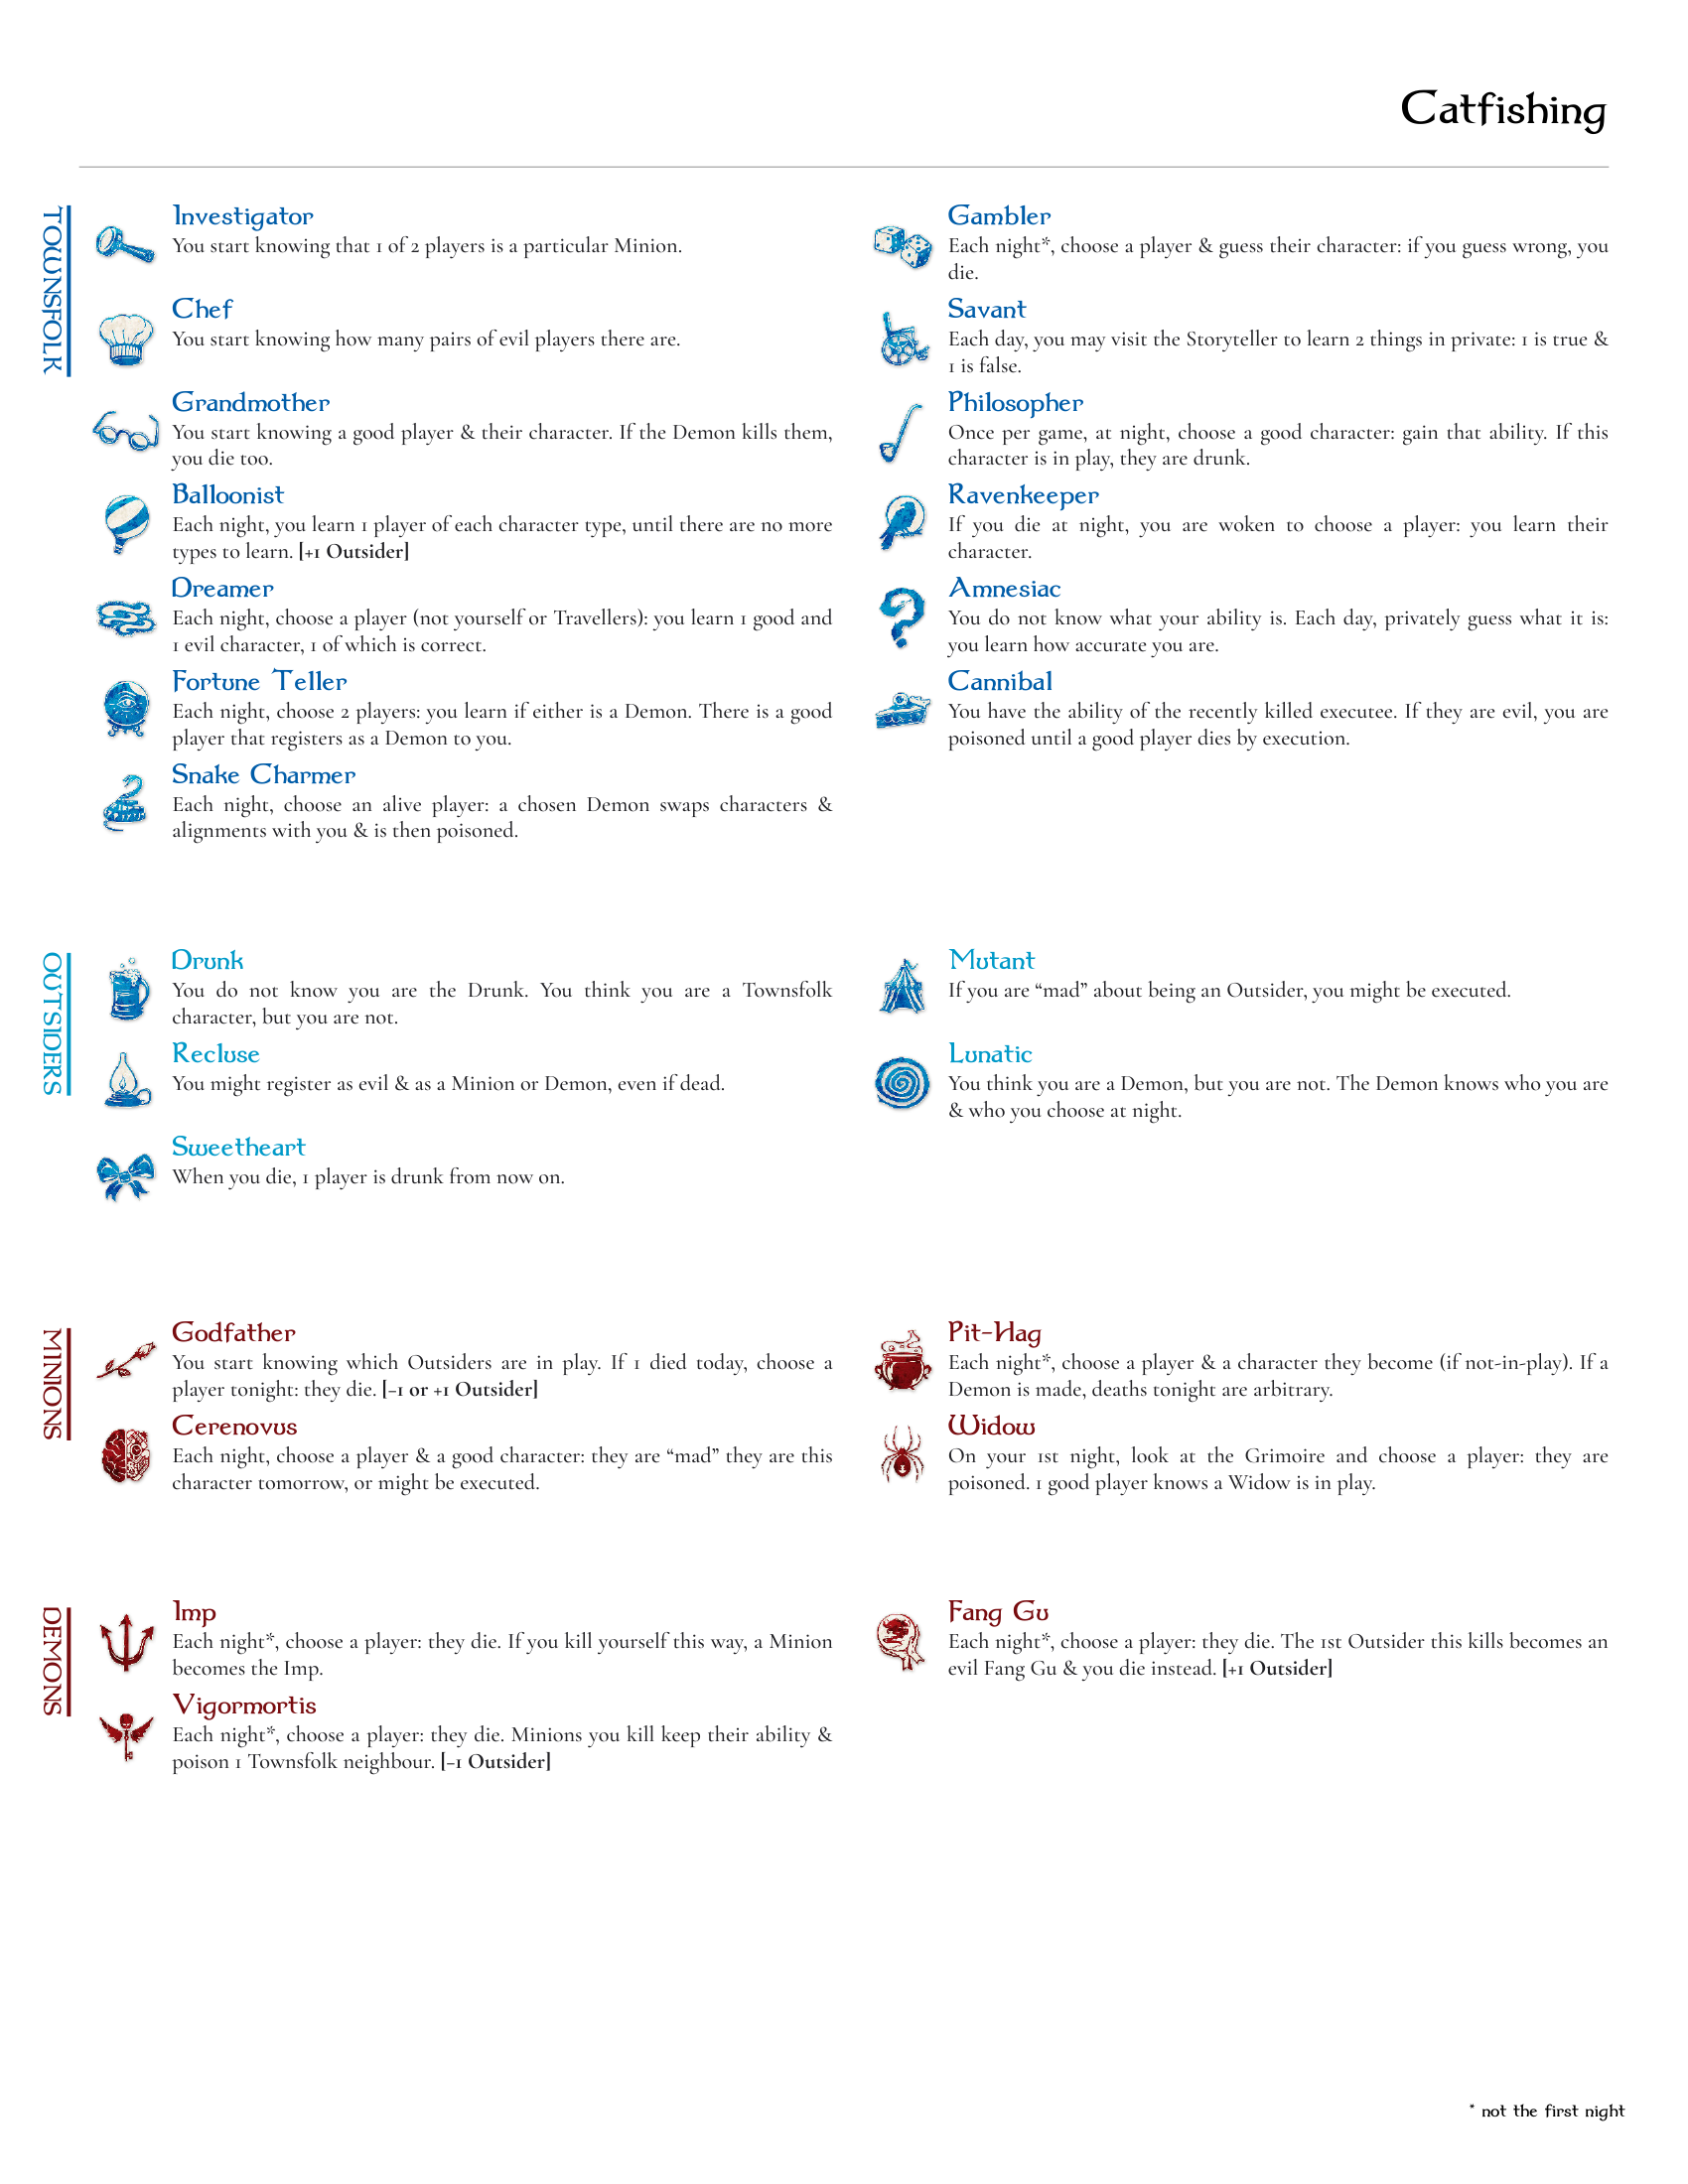 Catfishing
TOWNSFOLK
Investigator
You start knowing that 1 of 2 players is a particular Minion.
Chef
You start knowing how many pairs of evil players there are.
Grandmother
You start knowing a good player & their character. If the Demon kills them,
you die too.
Balloonist
Each night, you learn 1 player of each character type, until there are no more
types to learn. [+1 Outsider]
Dreamer
Each night, choose a player (not yourself or Travellers): you learn 1 good and
1 evil character, 1 of which is correct.
Fortune Teller
Each night, choose 2 players: you learn if either is a Demon. There is a good
player that registers as a Demon to you.
Snake Charmer
Each night, choose an alive player: a chosen Demon swaps characters &
alignments with you & is then poisoned.
Gambler
Each night*, choose a player & guess their character: if you guess wrong, you
die.
Savant
Each day, you may visit the Storyteller to learn 2 things in private: 1 is true &
1 is false.
Philosopher
Once per game, at night, choose a good character: gain that ability. If this
character is in play, they are drunk.
Ravenkeeper
If you die at night, you are woken to choose a player: you learn their
character.
Amnesiac
You do not know what your ability is. Each day, privately guess what it is:
you learn how accurate you are.
Cannibal
You have the ability of the recently killed executee. If they are evil, you are
poisoned until a good player dies by execution.
OUTSIDERS
Drunk
You do not know you are the Drunk. You think you are a Townsfolk
character, but you are not.
Recluse
You might register as evil & as a Minion or Demon, even if dead.
Sweetheart
When you die, 1 player is drunk from now on.
Mutant
If you are “mad” about being an Outsider, you might be executed.
Lunatic
You think you are a Demon, but you are not. The Demon knows who you are
& who you choose at night.
MINIONS
Godfather
You start knowing which Outsiders are in play. If 1 died today, choose a
player tonight: they die. [−1 or +1 Outsider]
Cerenovus
Each night, choose a player & a good character: they are “mad” they are this
character tomorrow, or might be executed.
Pit-Hag
Each night*, choose a player & a character they become (if not-in-play). If a
Demon is made, deaths tonight are arbitrary.
Widow
On your 1st night, look at the Grimoire and choose a player: they are
poisoned. 1 good player knows a Widow is in play.
DEMONS
Imp
Each night*, choose a player: they die. If you kill yourself this way, a Minion
becomes the Imp.
Vigormortis
Each night*, choose a player: they die. Minions you kill keep their ability &
poison 1 Townsfolk neighbour. [−1 Outsider]
Fang Gu
Each night*, choose a player: they die. The 1st Outsider this kills becomes an
evil Fang Gu & you die instead. [+1 Outsider]
* not the first night